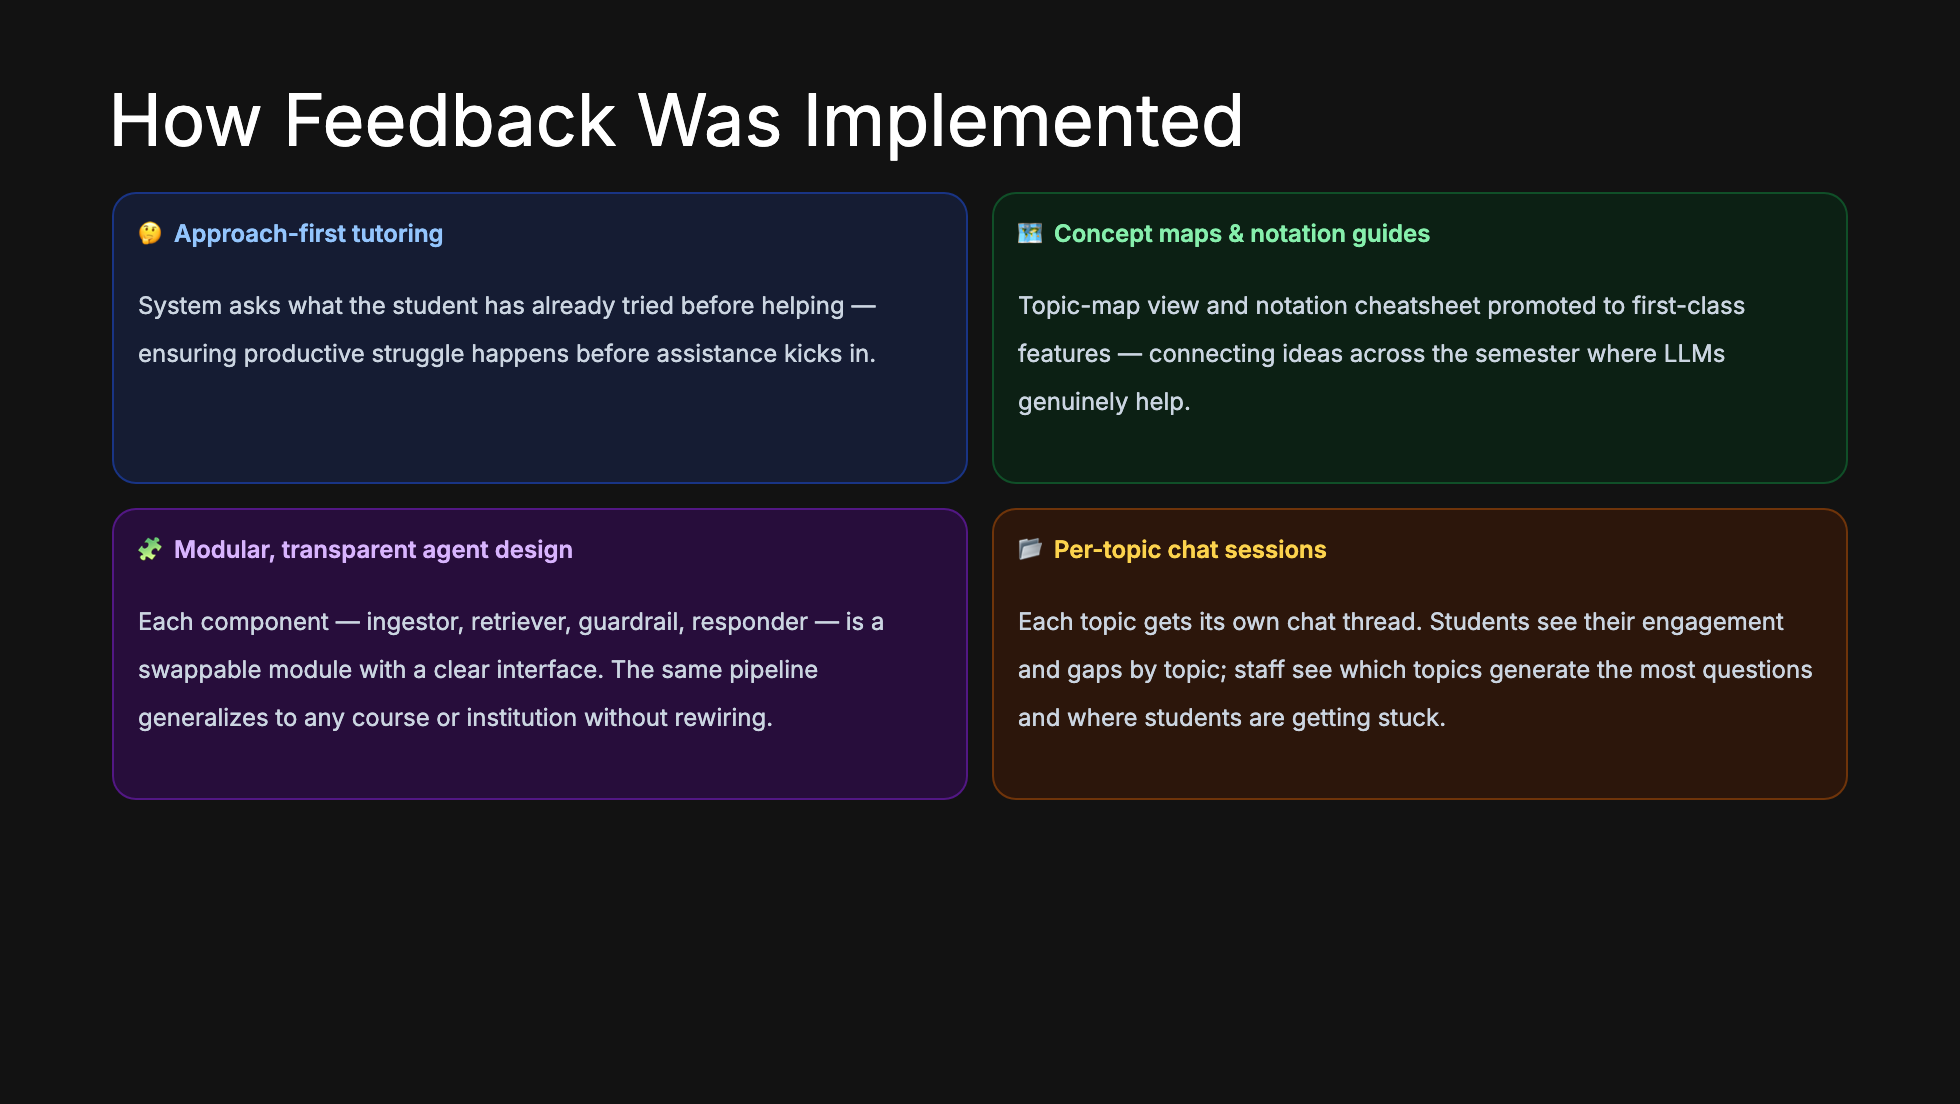 How Feedback Was Implemented
🤔 Approach-first tutoring
System asks what the student has already tried before helping —
ensuring productive struggle happens before assistance kicks in.
🗺️ Concept maps & notation guides
Topic-map view and notation cheatsheet promoted to first-class
features — connecting ideas across the semester where LLMs
genuinely help.
🧩 Modular, transparent agent design
Each component — ingestor, retriever, guardrail, responder — is a
swappable module with a clear interface. The same pipeline
generalizes to any course or institution without rewiring.
📂 Per-topic chat sessions
Each topic gets its own chat thread. Students see their engagement
and gaps by topic; staff see which topics generate the most questions
and where students are getting stuck.